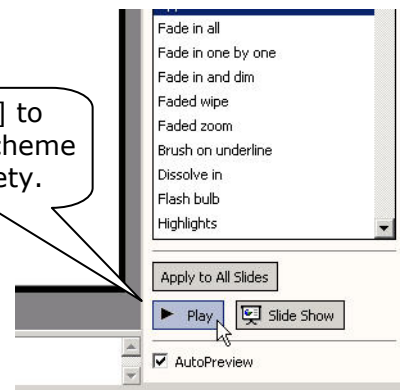 Fade in all
Fade in one by one
Fade in and dim
Faded wipe
] to
Faded zoom
cheme
Brush on underline
ety.
Dissolve in
Flash bulb
Highlights
Apply to All Slides
Play
Slide Show
AutoPreview